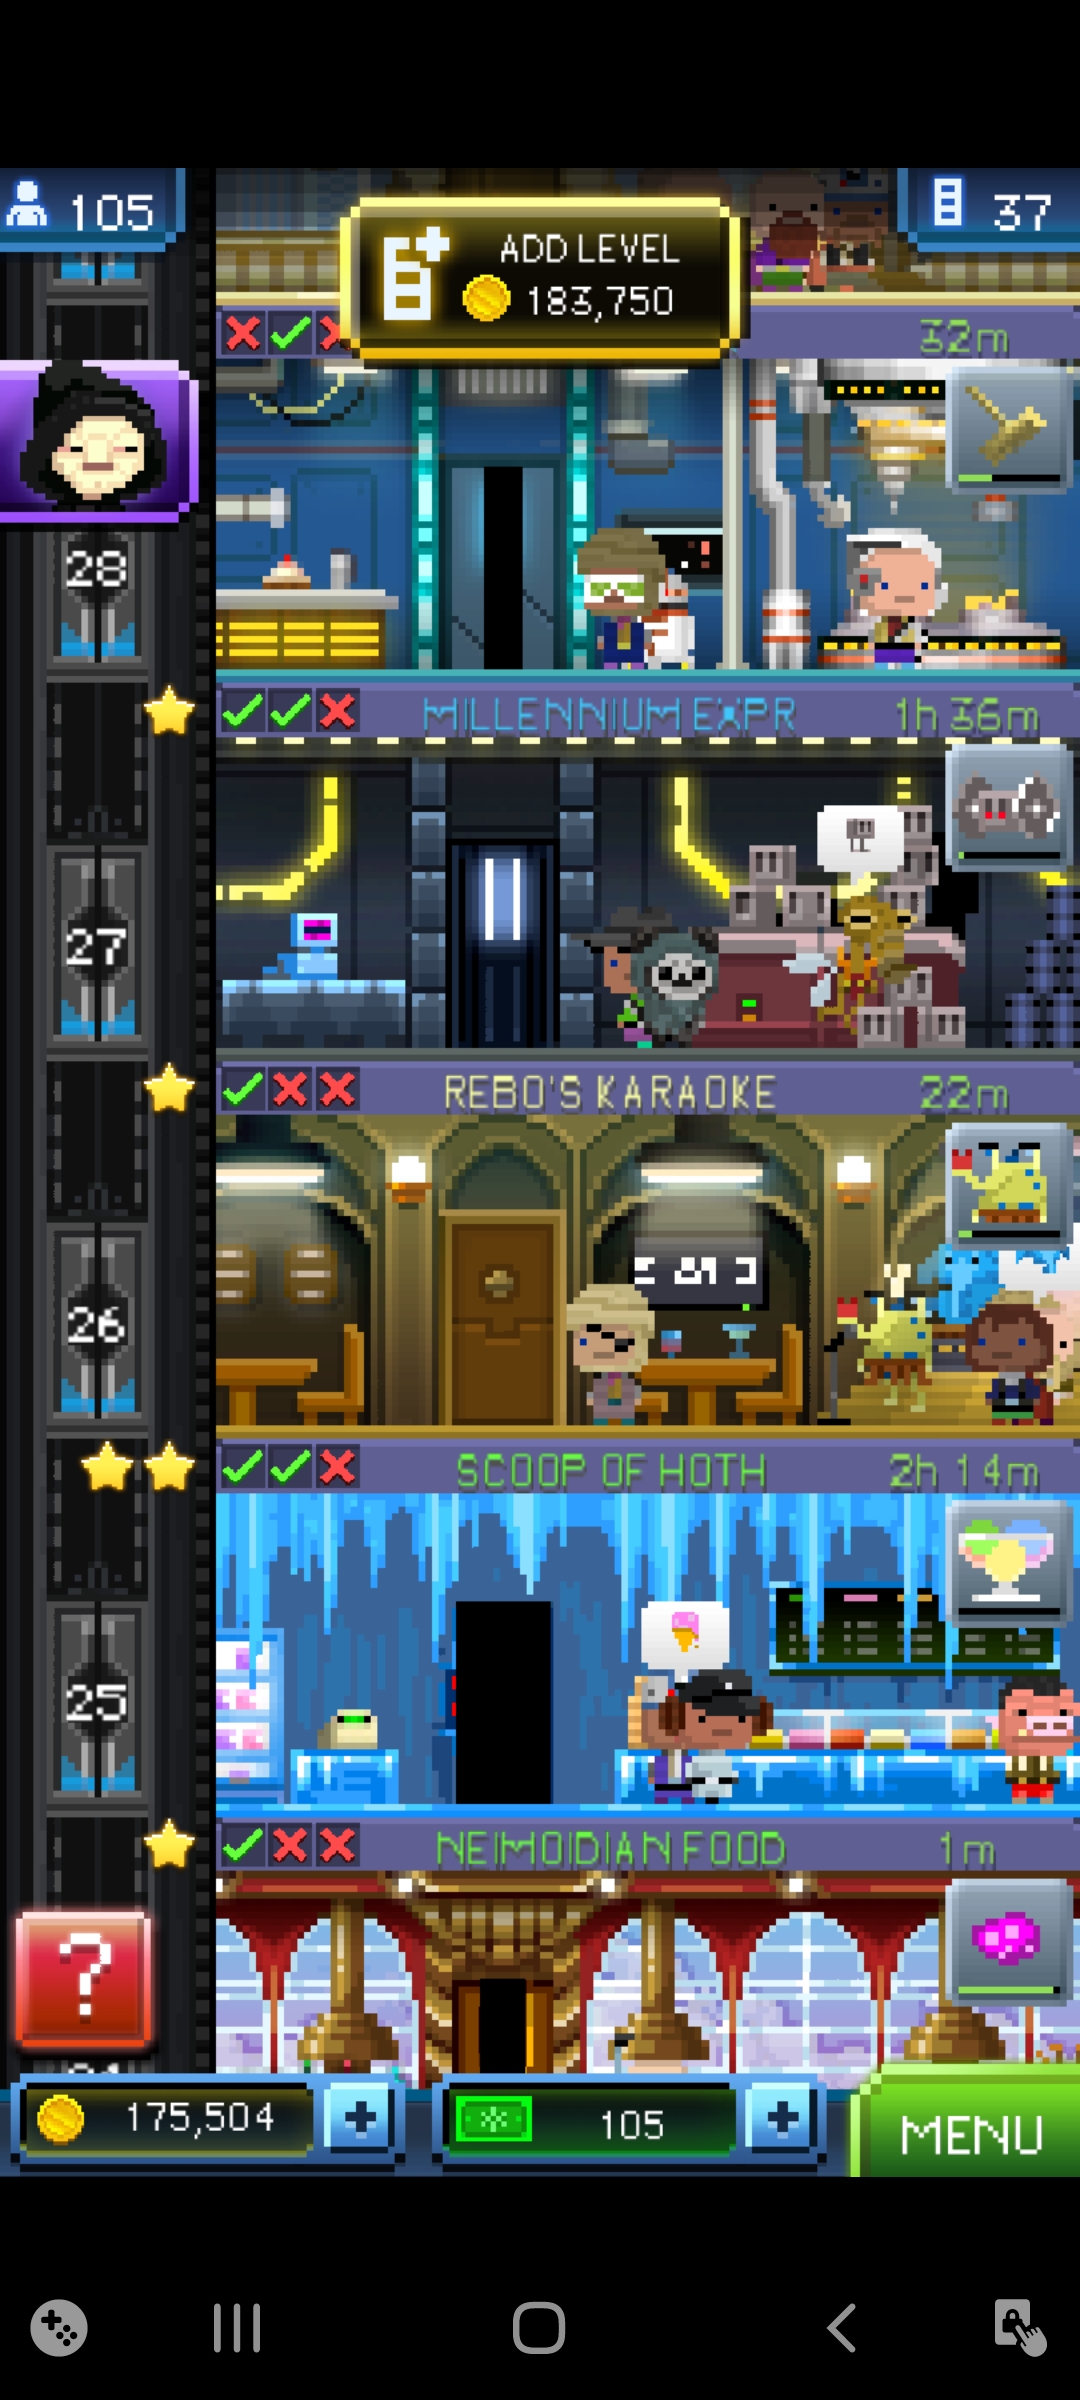 105
37
ADD LEVEL
183,750
32m
28
MILLENNIUM EXPR
1h 36m
27
REBO'S KARAOKE
22m
26
SCOOP OF HOTH
2h 14m
25
NEIMOIDIAN FOOD
1m
?
175,504
+
105
+
MENU